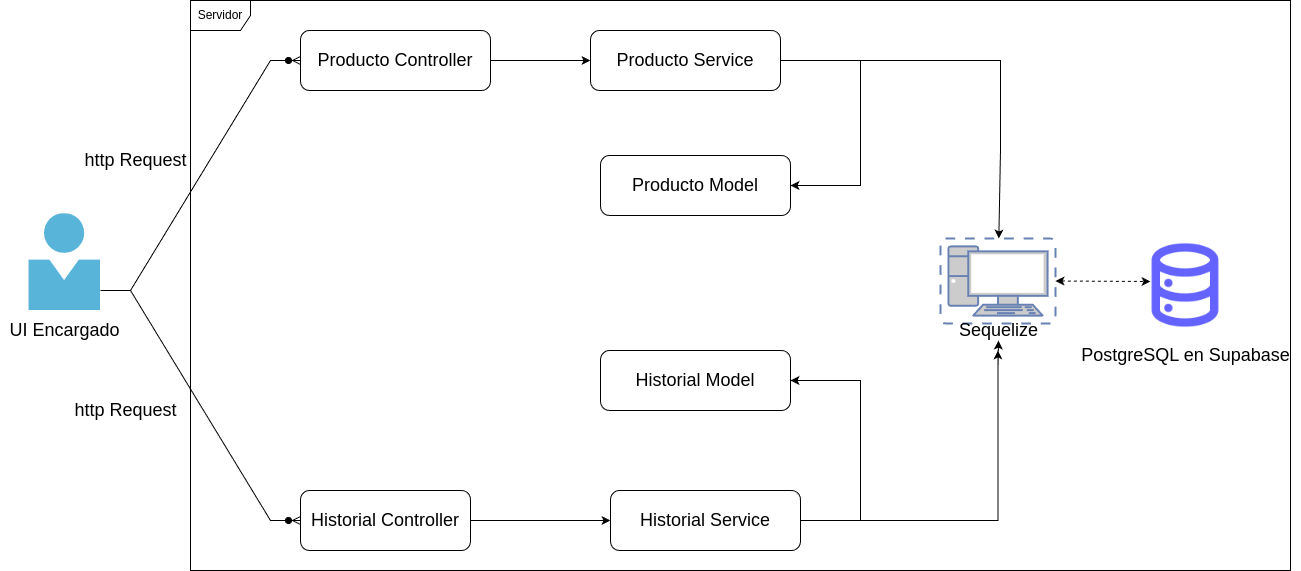 Servidor
Producto Controller
Producto Service
http Request
Producto Model
UI Encargado
Sequelize
PostgreSQL en Supabase
Historial Model
http Request
Historial Controller
Historial Service